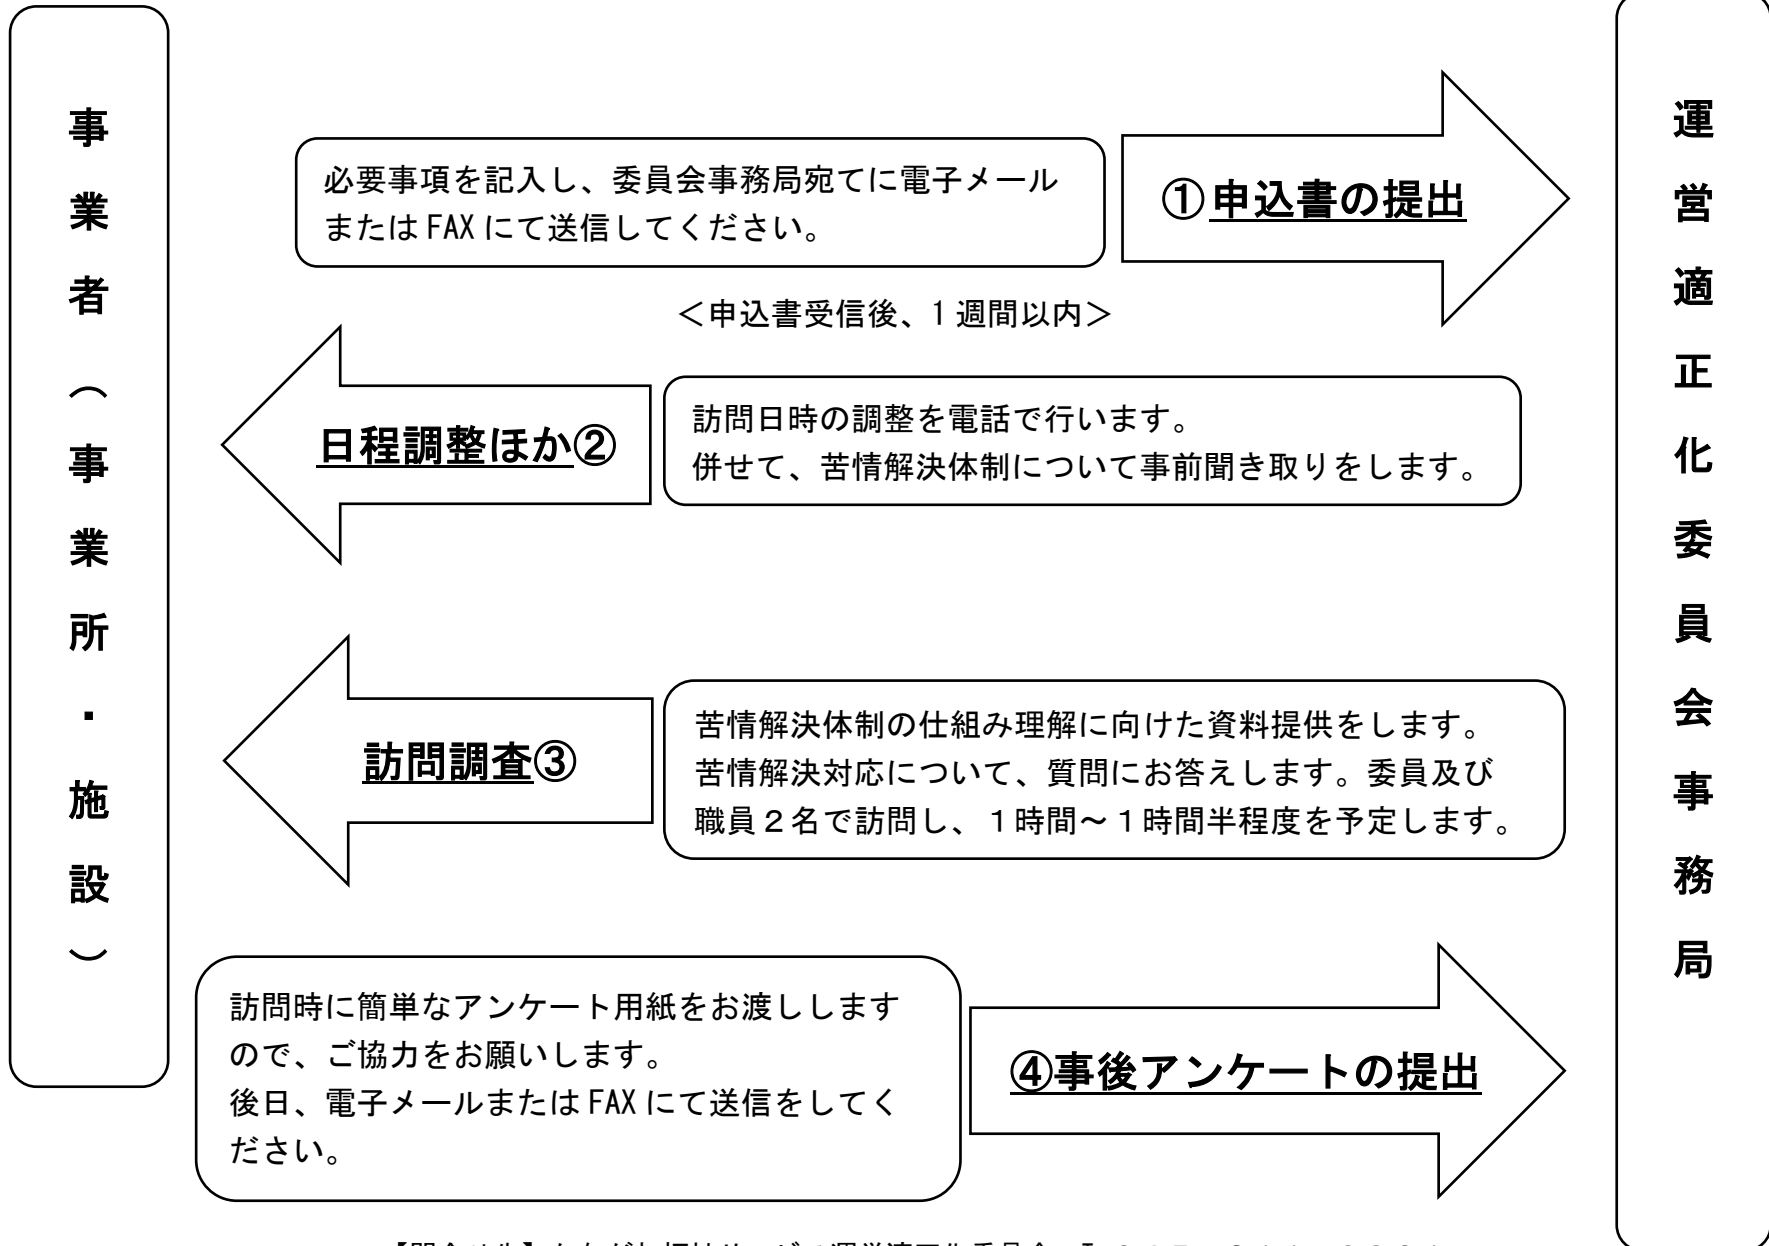 事業者（事業所・施設）
必要事項を記入し、委員会事務局宛てに電子メール
またはFAXにて送信してください。
①申込書の提出
＜申込書受信後、1週間以内＞
日程調整ほか②
訪問日時の調整を電話で行います。
併せて、苦情解決体制について事前聞き取りをします。
訪問調査③
苦情解決体制の仕組み理解に向けた資料提供をします。
苦情解決対応について、質問にお答えします。委員及び
職員２名で訪問し、１時間～１時間半程度を予定します。
訪問時に簡単なアンケート用紙をお渡ししますので、
ご協力をお願いします。
後日、電子メールまたはFAXにて送信をしてく
ださい。
④事後アンケートの提出
運営適正化委員会事務局